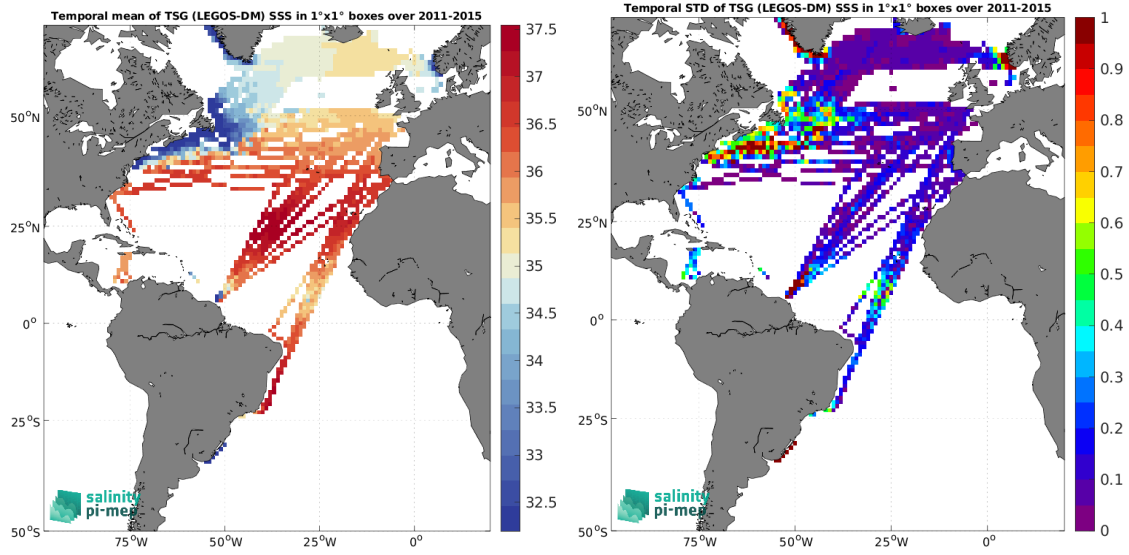 Temporal mean of TSG (LEGOS-DM) SSS in 1°x1° boxes over 2011-2015
37.5
37
36.5
36
35.5
35
34.5
34
33.5
33
32.5
50°N
25°N
0°
25°S
50°S
75°W
50°W
25°W
0°
salinity
pi-mep
Temporal STD of TSG (LEGOS-DM) SSS in 1°x1° boxes over 2011-2015
1
0.9
0.8
0.7
0.6
0.5
0.4
0.3
0.2
0.1
0
50°N
25°N
0°
25°S
50°S
75°W
50°W
25°W
0°
salinity
pi-mep